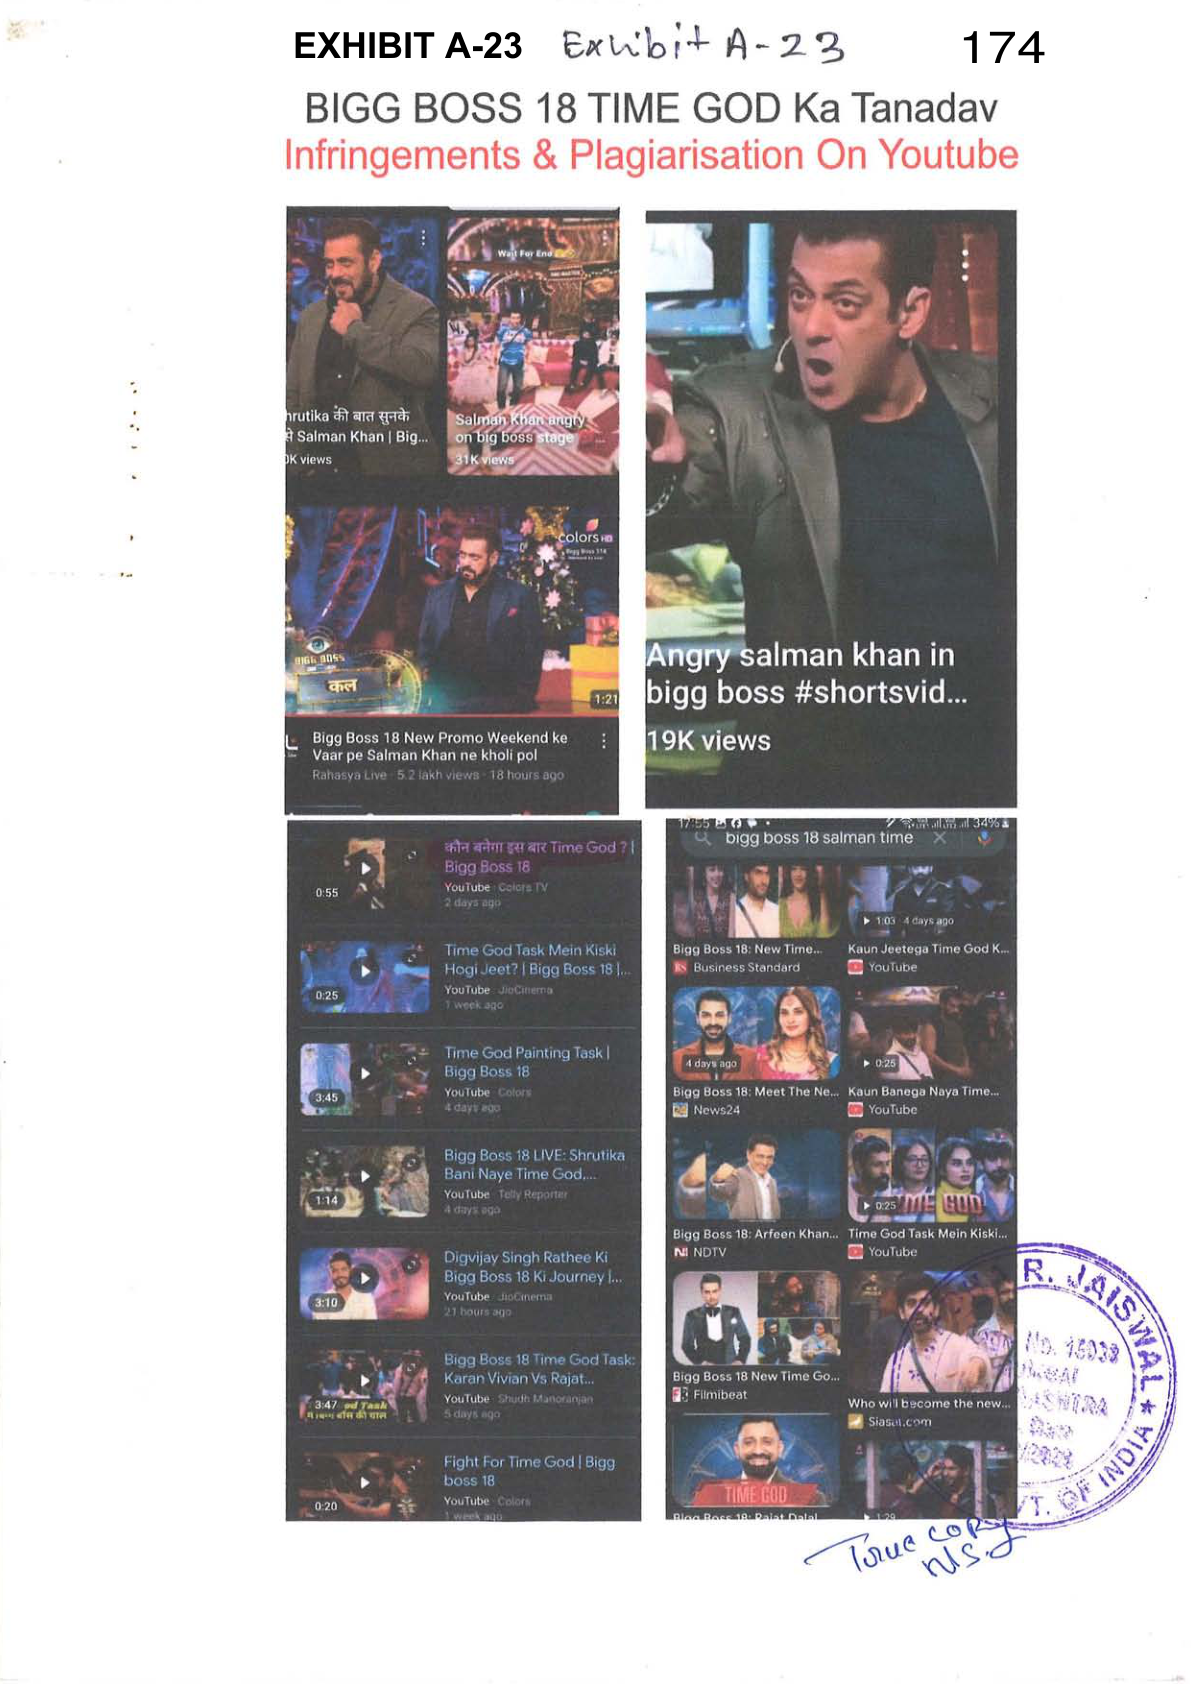 EXHIBIT A-23 Exhibit A-23 174
BIGG BOSS 18 TIME GOD Ka Tanadav
Infringements & Plagiarisation On Youtube
hrutika की बात सुनके
Salman Khan | Big...
0K views
Wait For End
Salman Khan angry
on big boss stage ...
31K views
colors HD
Bigg Boss S18
BIGG BOSS
कल
1:21
Bigg Boss 18 New Promo Weekend ke
Vaar pe Salman Khan ne kholi pol
Rahasya Live · 5.2 lakh views · 18 hours ago
Angry salman khan in
bigg boss #shortsvid...
19K views
0:55
कौन बनेगा इस बार Time God ? |
Bigg Boss 18
YouTube · Colors TV
2 days ago
0:25
Time God Task Mein Kiski
Hogi Jeet? | Bigg Boss 18 |...
YouTube · JioCinema
1 week ago
3:45
Time God Painting Task |
Bigg Boss 18
YouTube · Colors
4 days ago
1:14
Bigg Boss 18 LIVE: Shrutika
Bani Naye Time God,...
YouTube · Telly Reporter
4 days ago
3:10
Digvijay Singh Rathee Ki
Bigg Boss 18 Ki Journey |...
YouTube · JioCinema
21 hours ago
3:47
Bigg Boss 18 Time God Task:
Karan Vivian Vs Rajat...
YouTube · Shudh Manoranjan
5 days ago
0:20
Fight For Time God | Bigg
boss 18
YouTube · Colors
1 week ago
17:55 34%
bigg boss 18 salman time
Bigg Boss 18: New Time...
Business Standard
1:03 4 days ago
Kaun Jeetega Time God K...
YouTube
4 days ago
Bigg Boss 18: Meet The Ne...
News24
0:25
Kaun Banega Naya Time...
YouTube
Bigg Boss 18: Arfeen Khan...
NDTV
TIME GOD
0:25
Time God Task Mein Kiski...
YouTube
Bigg Boss 18 New Time Go...
Filmibeat
Who will become the new...
Siasat.com
TIME GOD
Bigg Boss 18: Rajat Dalal
1:29
R. JAISWAL ★
No. 15038
VT. OF INDIA
True copy